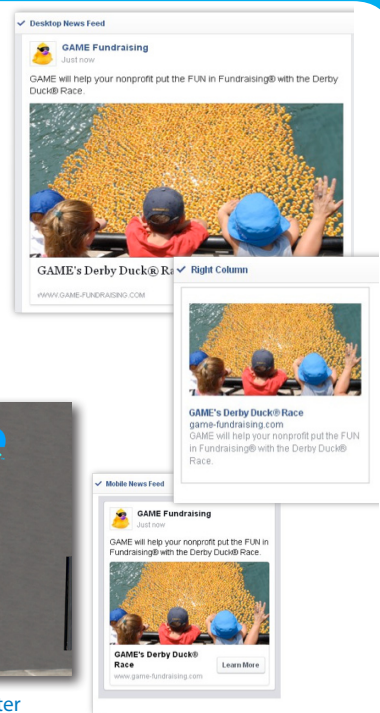 Desktop News Feed
GAME Fundraising
Just now
GAME will help your nonprofit put the FUN in Fundraising® with the Derby
Duck® Race.
GAME's Derby Duck®
WWW.GAME-FUNDRAISING.COM
Right Column
GAME's Derby Duck® Race
game-fundraising.com
GAME will help your nonprofit put the FUN
in Fundraising® with the Derby Duck®
Race.
Mobile News Feed
GAME Fundraising
Just now
GAME will help your nonprofit put the FUN in
Fundraising® with the Derby Duck® Race.
GAME's Derby Duck®
Race
Learn More
www.game-fundraising.com